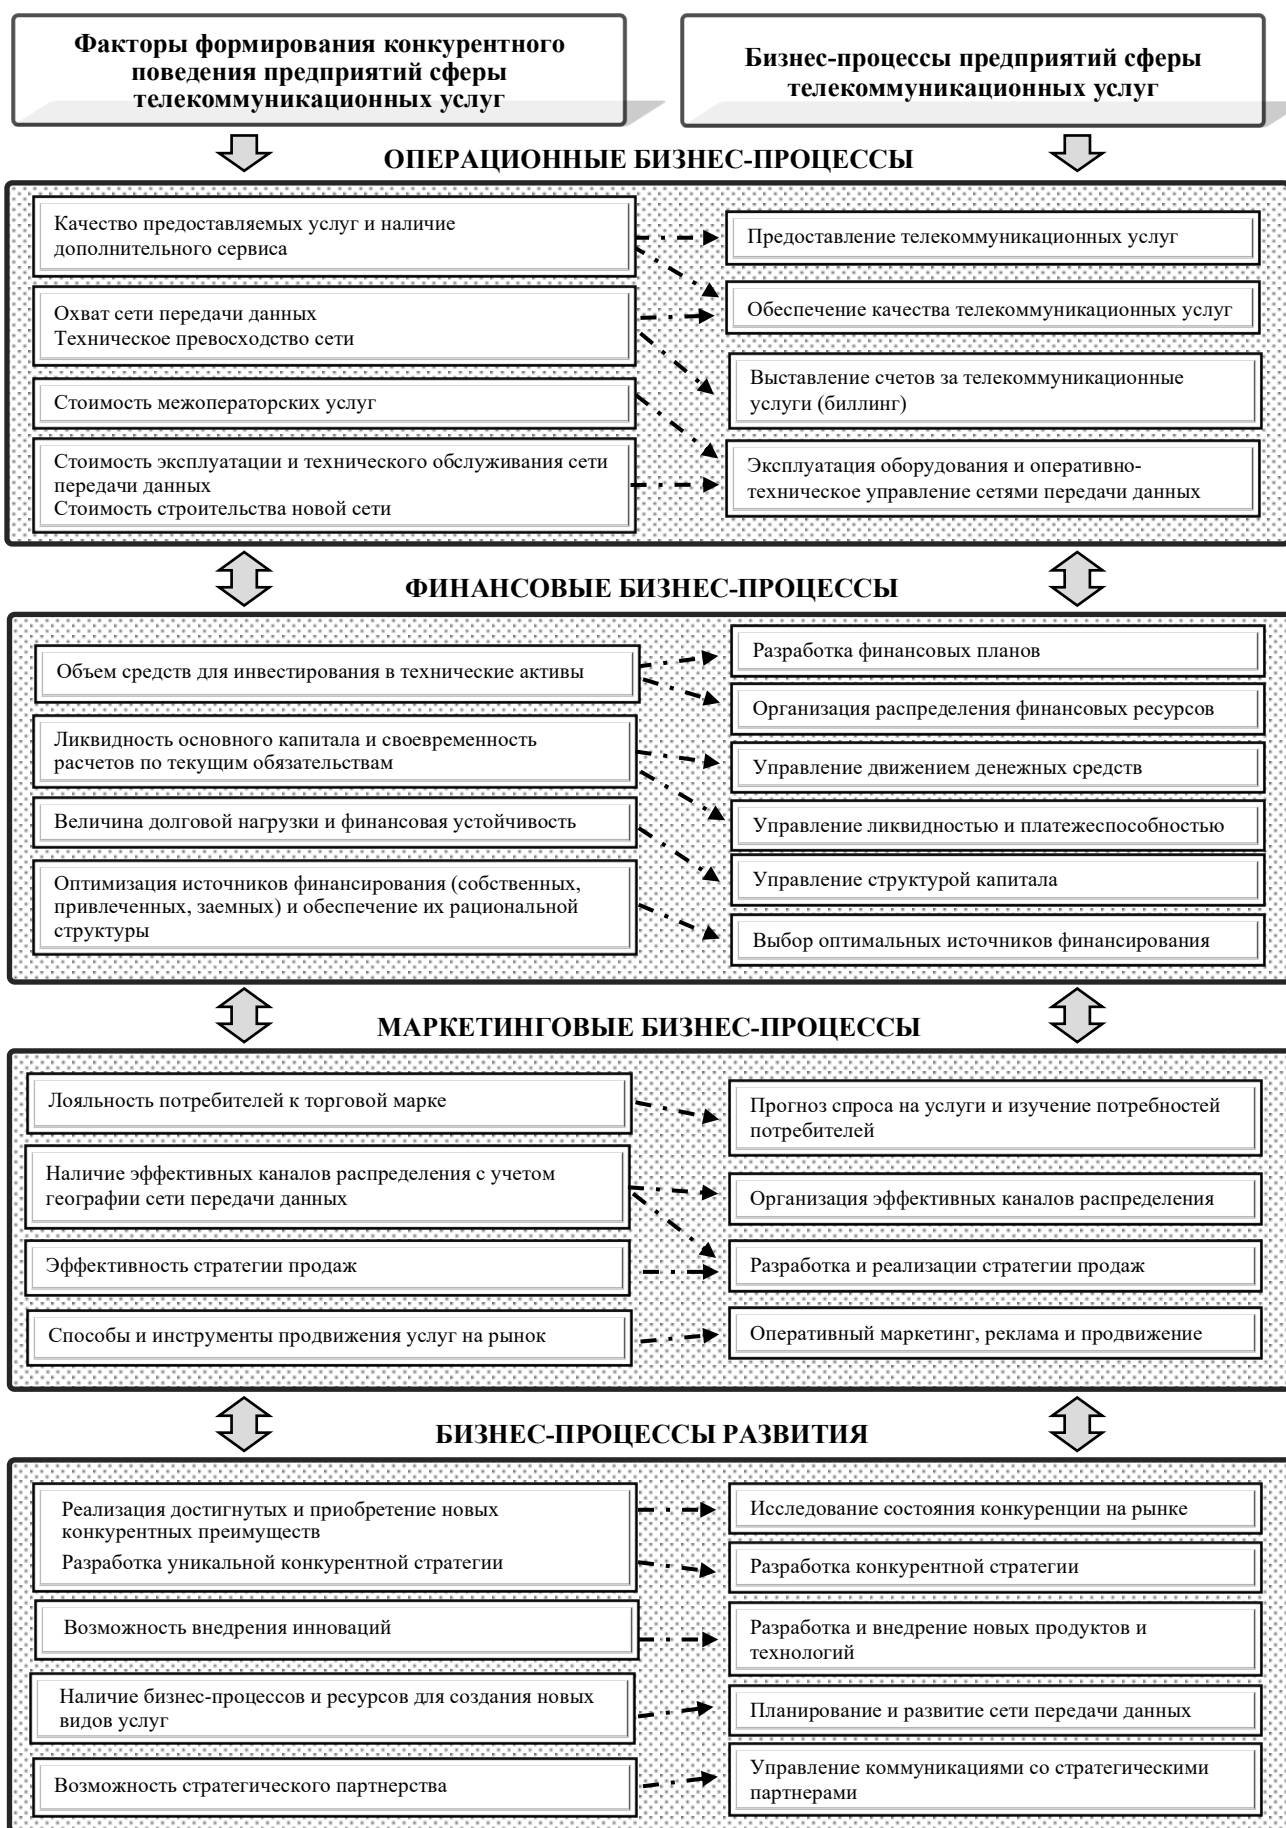 Факторы формирования конкурентного
поведения предприятий сферы
телекоммуникационных услуг
Бизнес-процессы предприятий сферы
телекоммуникационных услуг
ОПЕРАЦИОННЫЕ БИЗНЕС-ПРОЦЕССЫ
Качество предоставляемых услуг и наличие
дополнительного сервиса
Охват сети передачи данных
Техническое превосходство сети
Стоимость межоператорских услуг
Стоимость эксплуатации и технического обслуживания сети
передачи данных
Стоимость строительства новой сети
Предоставление телекоммуникационных услуг
Обеспечение качества телекоммуникационных услуг
Выставление счетов за телекоммуникационные
услуги (биллинг)
Эксплуатация оборудования и оперативно-
техническое управление сетями передачи данных
ФИНАНСОВЫЕ БИЗНЕС-ПРОЦЕССЫ
Объем средств для инвестирования в технические активы
Ликвидность основного капитала и своевременность
расчетов по текущим обязательствам
Величина долговой нагрузки и финансовая устойчивость
Оптимизация источников финансирования (собственных,
привлеченных, заемных) и обеспечение их рациональной
структуры
Разработка финансовых планов
Организация распределения финансовых ресурсов
Управление движением денежных средств
Управление ликвидностью и платежеспособностью
Управление структурой капитала
Выбор оптимальных источников финансирования
МАРКЕТИНГОВЫЕ БИЗНЕС-ПРОЦЕССЫ
Лояльность потребителей к торговой марке
Наличие эффективных каналов распределения с учетом
географии сети передачи данных
Эффективность стратегии продаж
Способы и инструменты продвижения услуг на рынок
Прогноз спроса на услуги и изучение потребностей
потребителей
Организация эффективных каналов распределения
Разработка и реализации стратегии продаж
Оперативный маркетинг, реклама и продвижение
БИЗНЕС-ПРОЦЕССЫ РАЗВИТИЯ
Реализация достигнутых и приобретение новых
конкурентных преимуществ
Разработка уникальной конкурентной стратегии
Возможность внедрения инноваций
Наличие бизнес-процессов и ресурсов для создания новых
видов услуг
Возможность стратегического партнерства
Исследование состояния конкуренции на рынке
Разработка конкурентной стратегии
Разработка и внедрение новых продуктов и
технологий
Планирование и развитие сети передачи данных
Управление коммуникациями со стратегическими
партнерами